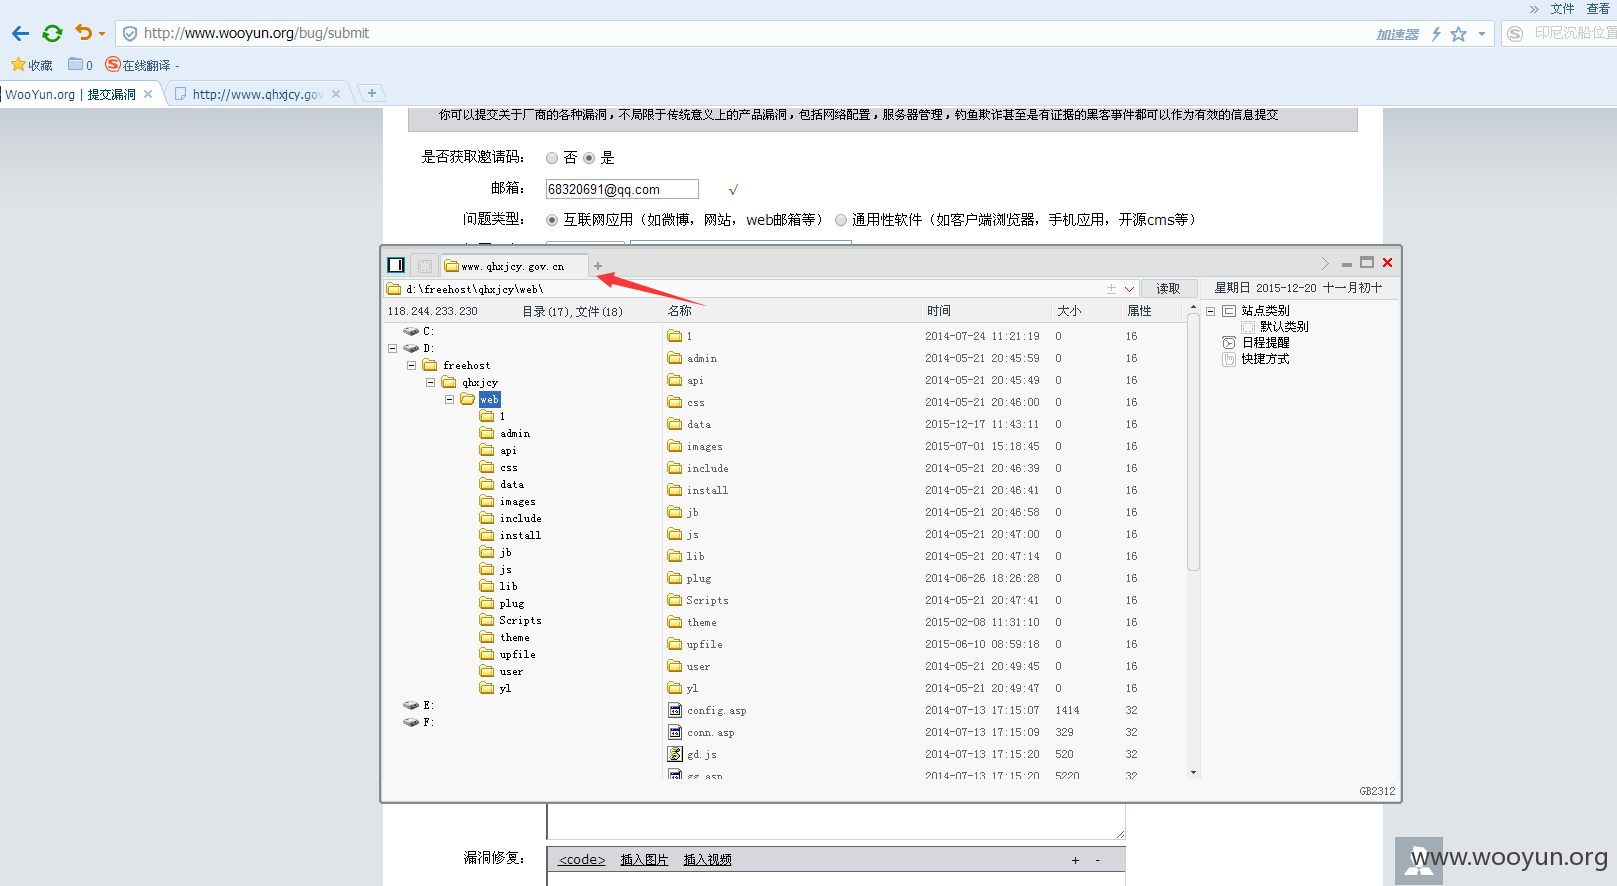 » 文件 查看
http://www.wooyun.org/bug/submit 加速器 印尼沉船位置
收藏 0 在线翻译
WooYun.org | 提交漏洞 http://www.qhxjcy.gov
你可以提交关于厂商的各种漏洞，不局限于传统意义上的产品漏洞，包括网络配置，服务器管理，钓鱼欺诈甚至是有证据的黑客事件都可以作为有效的信息提交
是否获取邀请码： 否 是
邮箱： 68320691@qq.com √
问题类型： 互联网应用（如微博，网站，web邮箱等） 通用性软件（如客户端浏览器，手机应用，开源cms等）
www.qhxjcy.gov.cn
d:\freehost\qhxjcy\web\ 读取 星期日 2015-12-20 十一月初十
118.244.233.230 目录(17),文件(18) 名称 时间 大小 属性
C:
D:
freehost
qhxjcy
web
1
admin
api
css
data
images
include
install
jb
js
lib
plug
Scripts
theme
upfile
user
yl
E:
F:
1 2014-07-24 11:21:19 0 16
admin 2014-05-21 20:45:59 0 16
api 2014-05-21 20:45:49 0 16
css 2014-05-21 20:46:00 0 16
data 2015-12-17 11:43:11 0 16
images 2015-07-01 15:18:45 0 16
include 2014-05-21 20:46:39 0 16
install 2014-05-21 20:46:41 0 16
jb 2014-05-21 20:46:58 0 16
js 2014-05-21 20:47:00 0 16
lib 2014-05-21 20:47:14 0 16
plug 2014-06-26 18:26:28 0 16
Scripts 2014-05-21 20:47:41 0 16
theme 2015-02-08 11:31:10 0 16
upfile 2015-06-10 08:59:18 0 16
user 2014-05-21 20:49:45 0 16
yl 2014-05-21 20:49:47 0 16
config.asp 2014-07-13 17:15:07 1414 32
conn.asp 2014-07-13 17:15:09 329 32
gd.js 2014-07-13 17:15:20 520 32
gg.asp 2014-07-13 17:15:20 5220 32
站点类别
默认类别
日程提醒
快捷方式
GB2312
漏洞修复： <code> 插入图片 插入视频 + -
www.wooyun.org